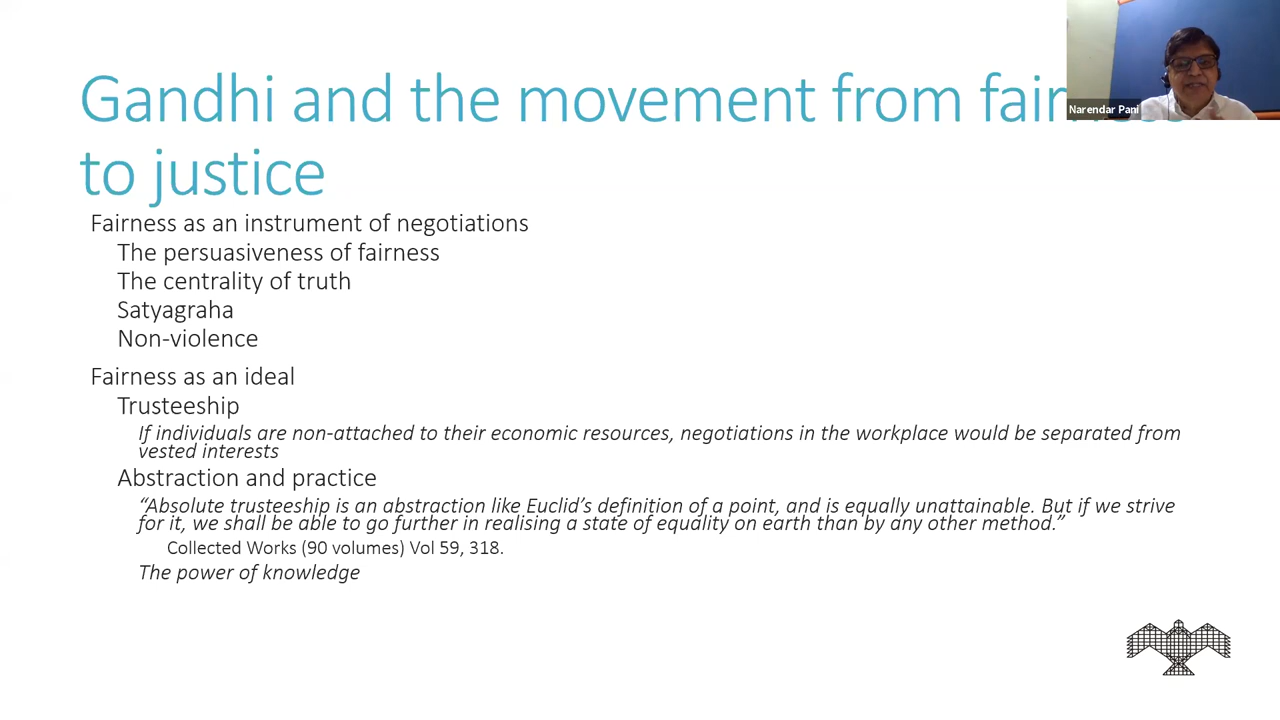 Gandhi and the movement from
to justice
Narendar Pani
Fairness as an instrument of negotiations
The persuasiveness of fairness
The centrality of truth
Satyagraha
Non-violence
Fairness as an ideal
Trusteeship
If individuals are non-attached to their economic resources, negotiations in the workplace would be separated from
vested interests
Abstraction and practice
“Absolute trusteeship is an abstraction like Euclid’s definition of a point, and is equally unattainable. But if we strive
for it, we shall be able to go further in realising a state of equality on earth than by any other method.”
Collected Works (90 volumes) Vol 59, 318.
The power of knowledge